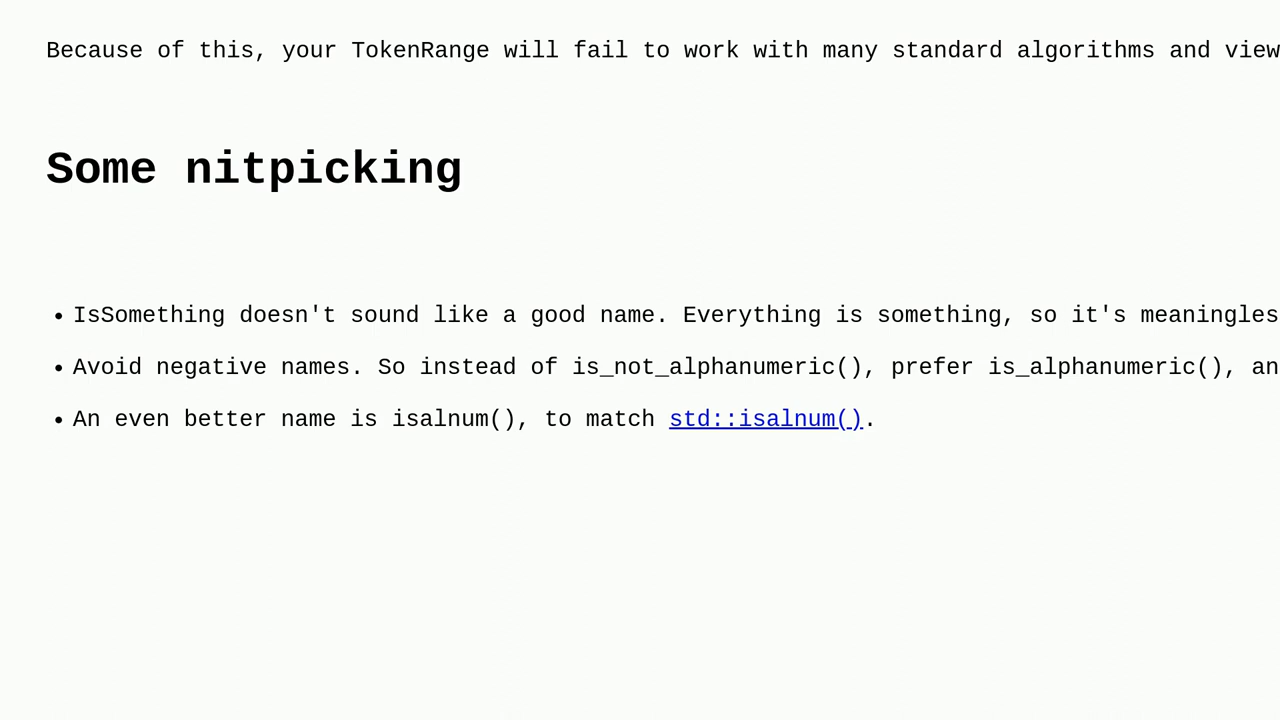 Because of this, your TokenRange will fail to work with many standard algorithms and view
Some nitpicking
• IsSomething doesn't sound like a good name. Everything is something, so it's meaningles
• Avoid negative names. So instead of is_not_alphanumeric(), prefer is_alphanumeric(), an
• An even better name is isalnum(), to match std::isalnum().